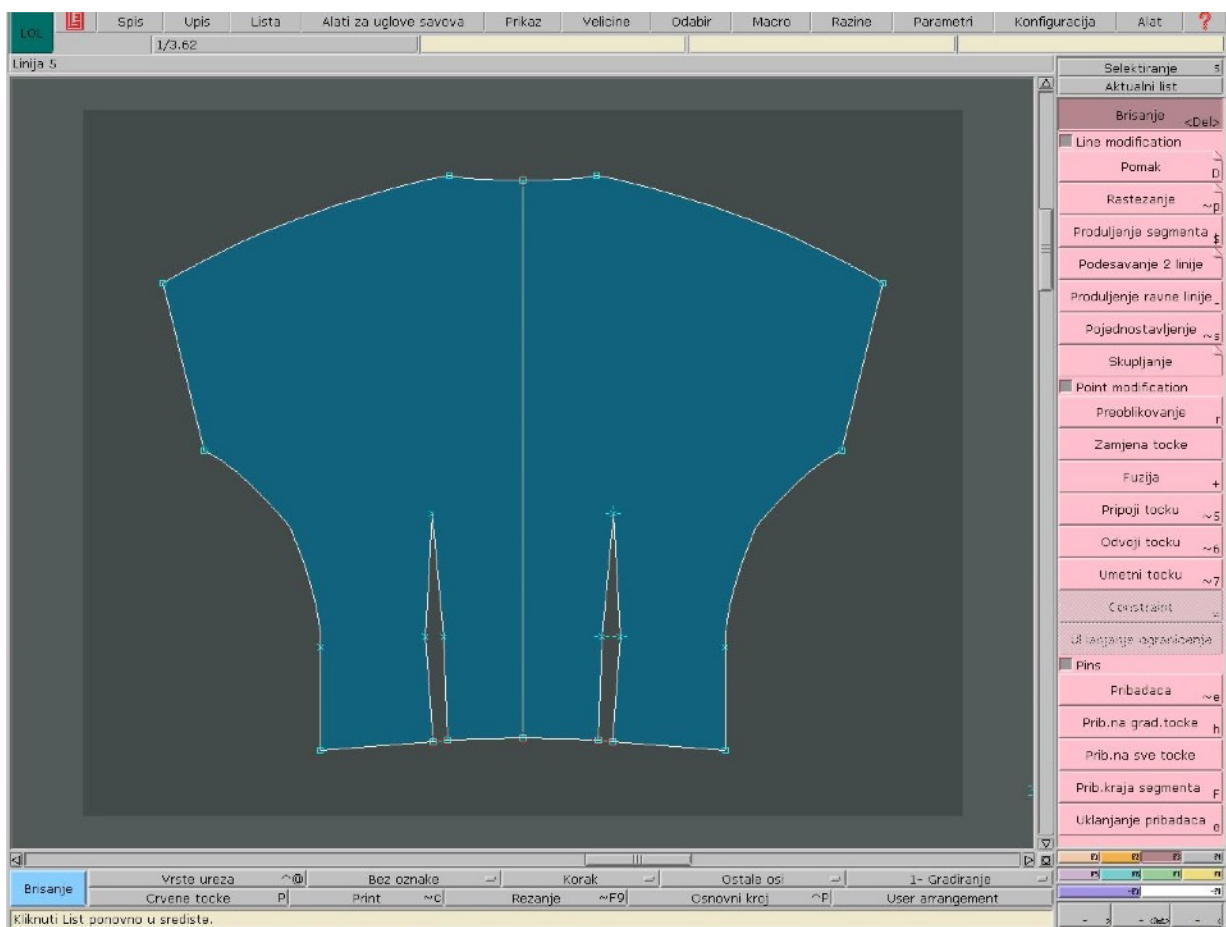 LOL Spis Upis Lista Alati za uglove savova Prikaz Velicine Odabir Macro Razine Parametri Konfiguracija Alat ?
1/3.62
Linija 5
Selektiranje s
Aktualni list
Brisanje <Del>
Line modification
Pomak D
Rastezanje ~p
Produljenje segmenta $
Podesavanje 2 linije
Produljenje ravne linije -
Pojednostavljenje ~s
Skupljanje
Point modification
Preoblikovanje r
Zamjena tocke
Fuzija +
Pripoji tocku ~5
Odvoji tocku ~6
Umetni tocku ~7
Constraint
Pins
Pribadaca ~e
Prib.na grad.tocke h
Prib.na sve tocke
Prib.kraja segmenta F
Uklanjanje pribadaca
Brisanje
Vrste ureza ^@ Bez oznake Korak Ostale osi 1- Gradiranje
Crvene tocke P Print ~c Rezanje ~F9 Osnovni kroj ^P User arrangement
Kliknuti List ponovno u srediste.